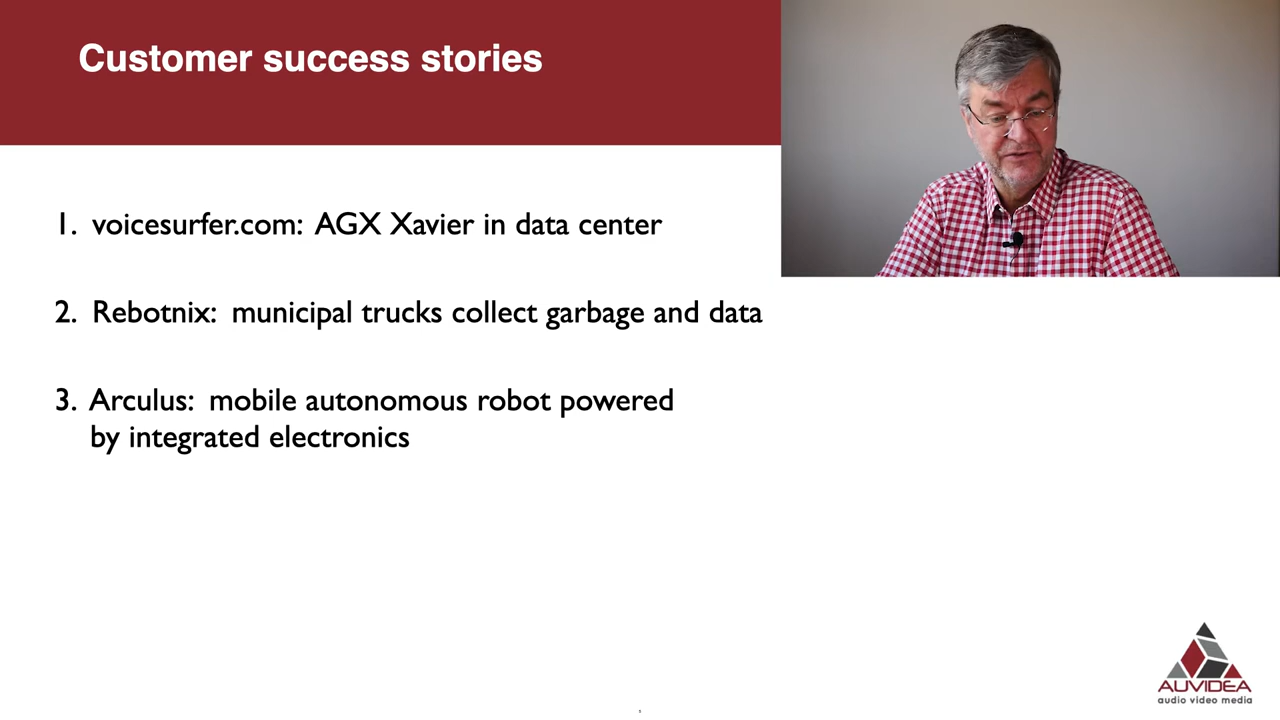 Customer success stories
1. voicesurfer.com: AGX Xavier in data center
2. Rebotnix: municipal trucks collect garbage and data
3. Arculus: mobile autonomous robot powered
by integrated electronics
AUVIDEA
audio video media